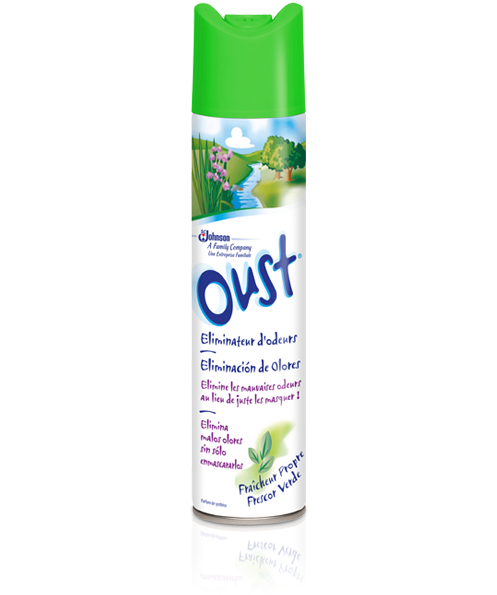 Johnson
A Family Company
Une Entreprise Familiale
Oust®
Eliminateur d'odeurs
Eliminación de Olores
Elimine les mauvaises odeurs
au lieu de juste les masquer !
Elimina
malos olores
sin sólo
enmascararlos
Fraîcheur Propre
Frescor Verde